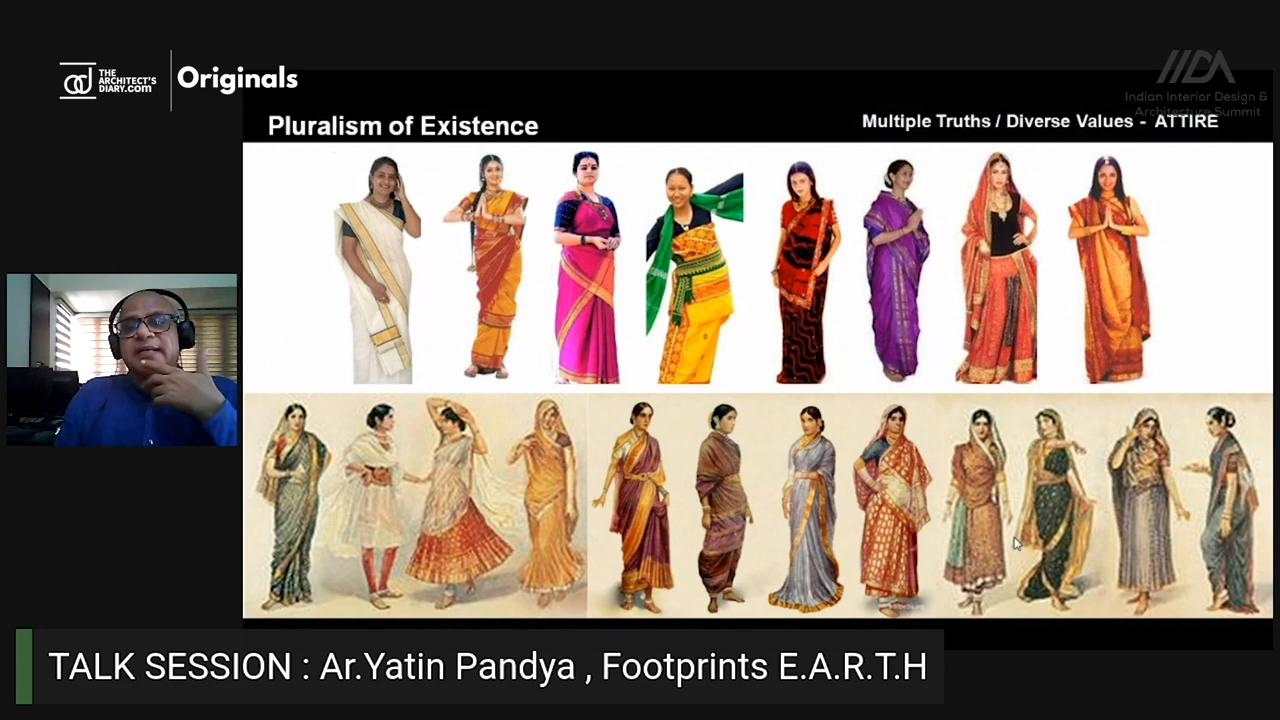 THE
ARCHITECT'S
DIARY.com
Originals
IIDA
Indian Interior Design &
Architecture Summit
Pluralism of Existence
Multiple Truths / Diverse Values - ATTIRE
TALK SESSION : Ar.Yatin Pandya , Footprints E.A.R.T.H